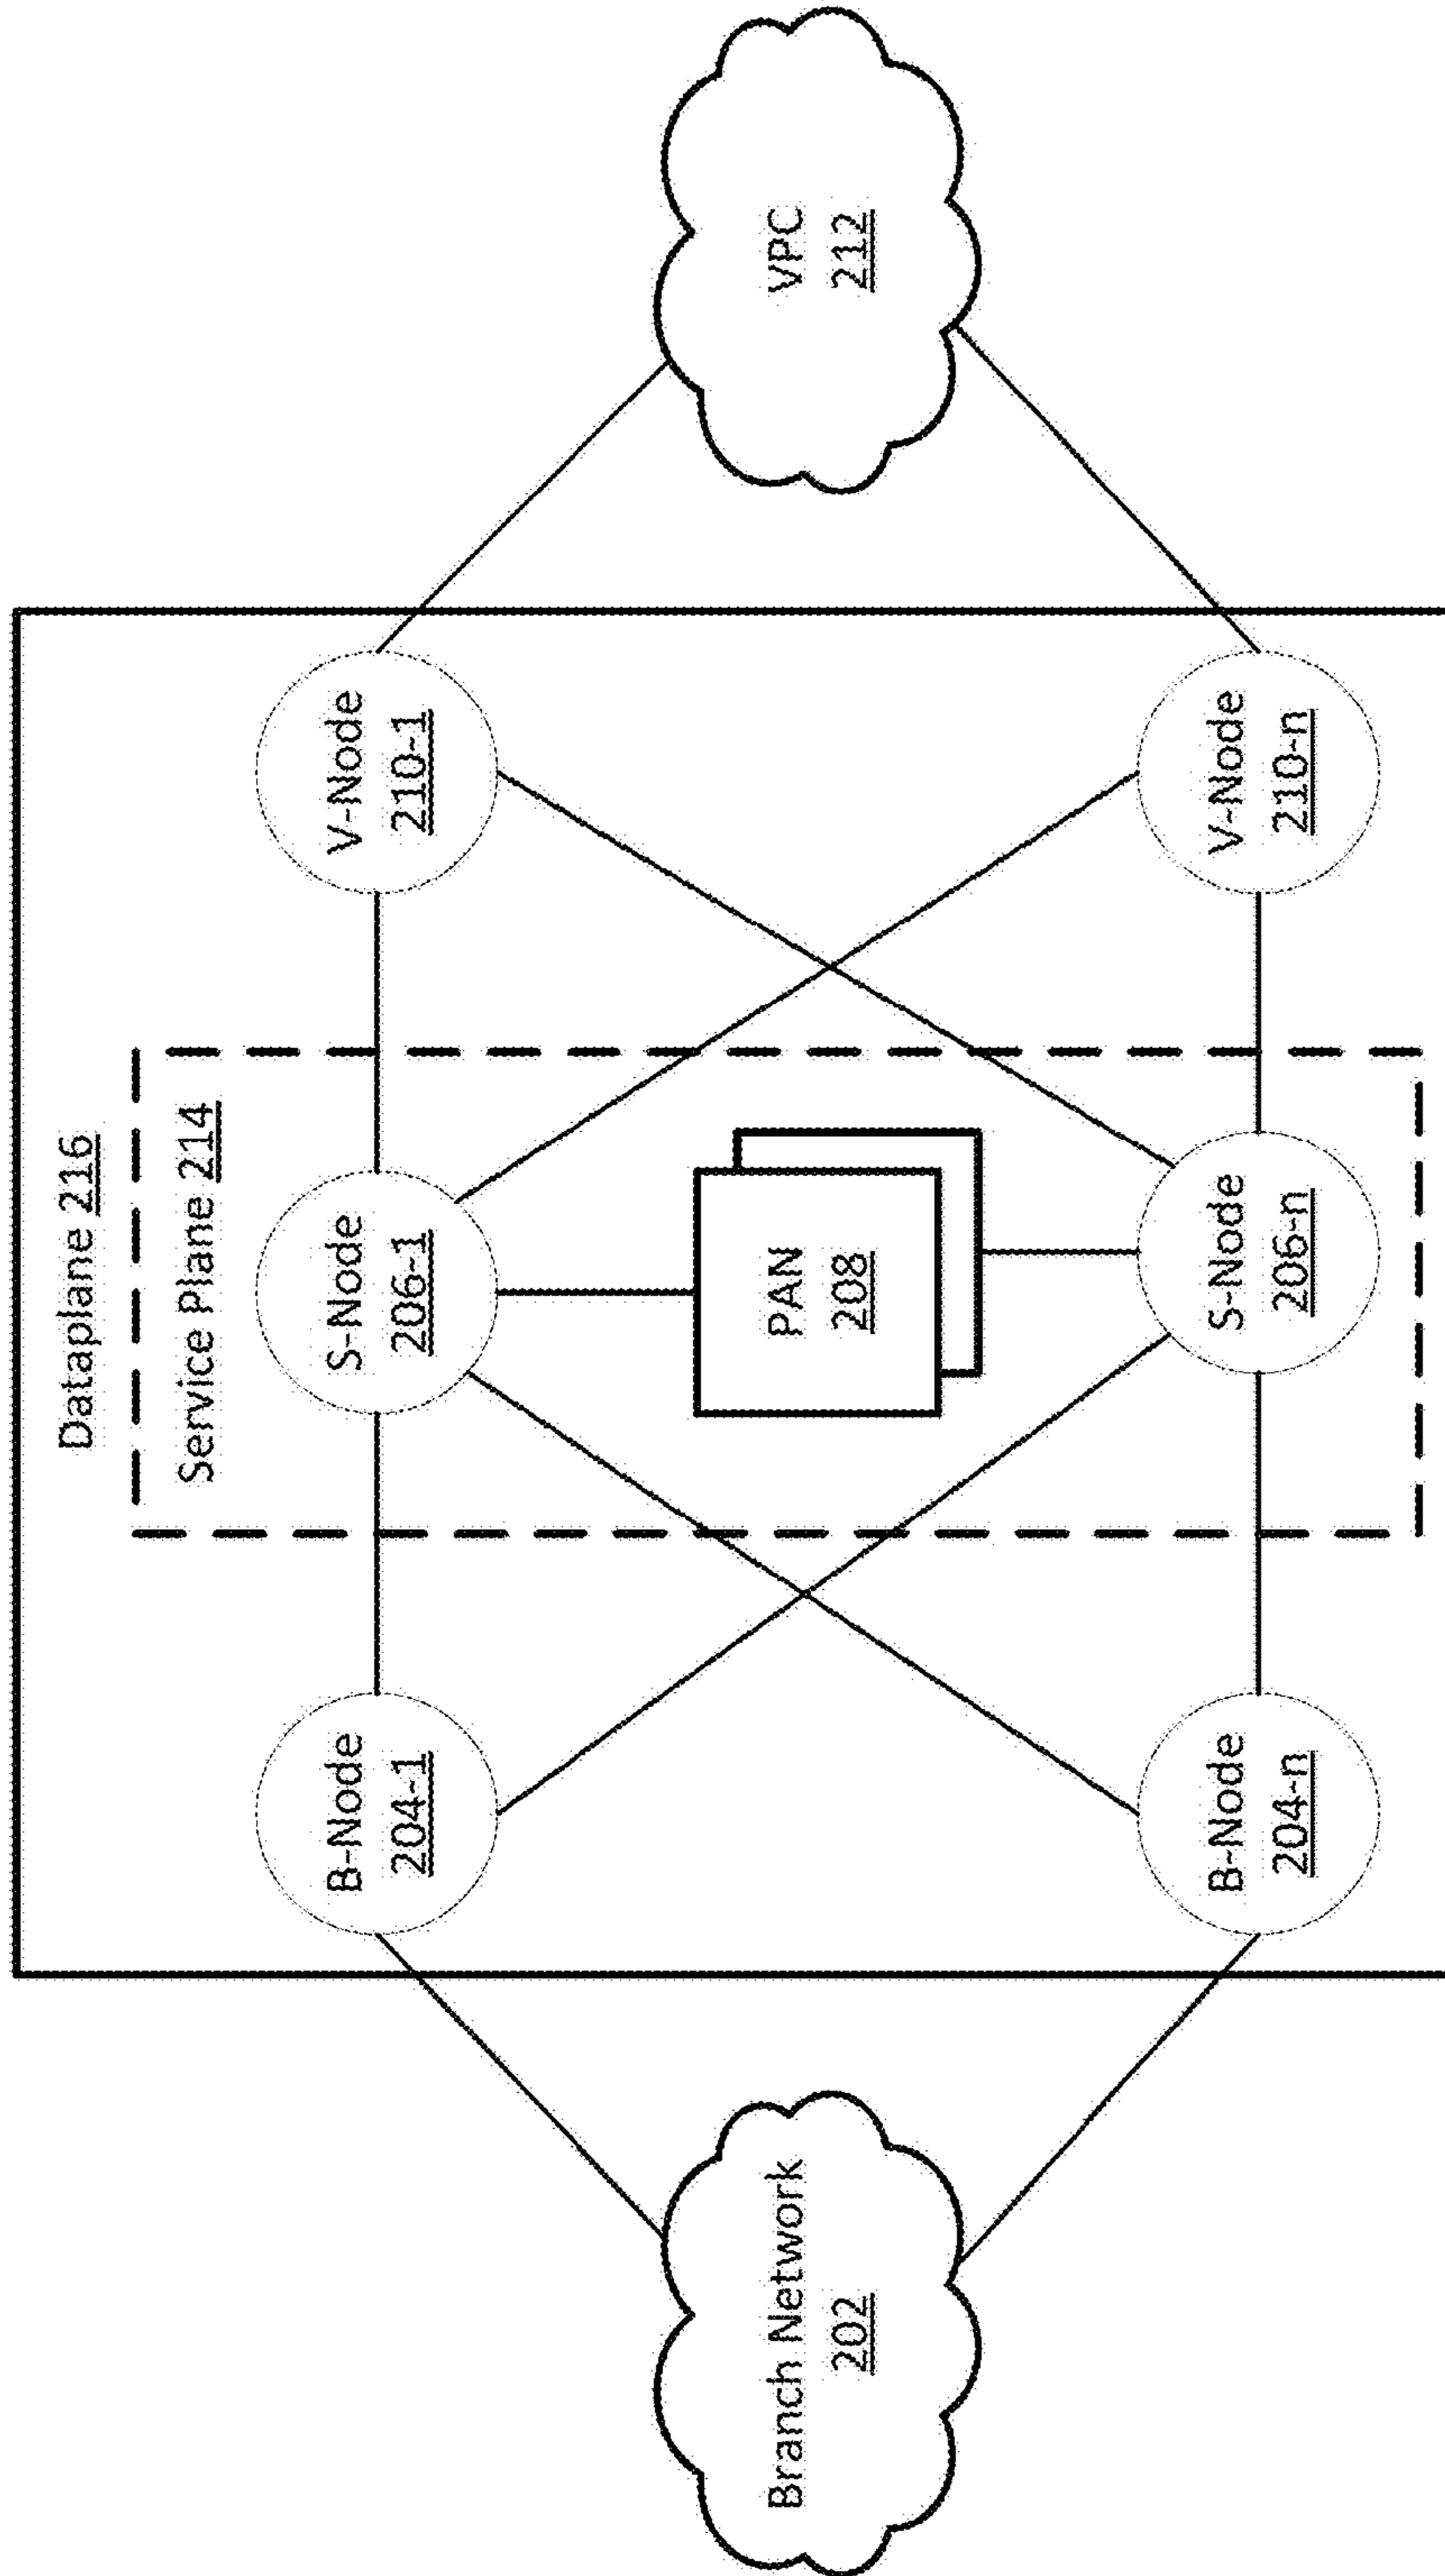 Dataplane 216
Service Plane 214
B-Node
204-1
S-Node
206-1
V-Node
210-1
Branch Network
202
PAN
208
VPC
212
B-Node
204-n
S-Node
206-n
V-Node
210-n